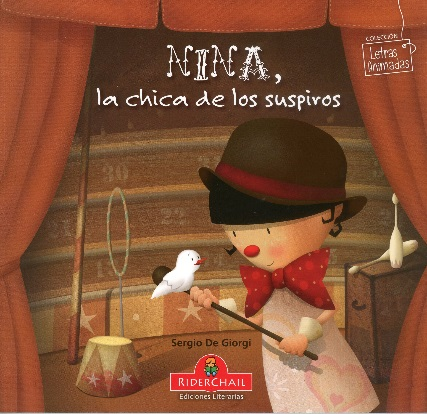 COLECCIÓN
Letras
Animadas
NINA,
la chica de los suspiros
Sergio De Giorgi
RIDERCHAIL
Ediciones Literarias